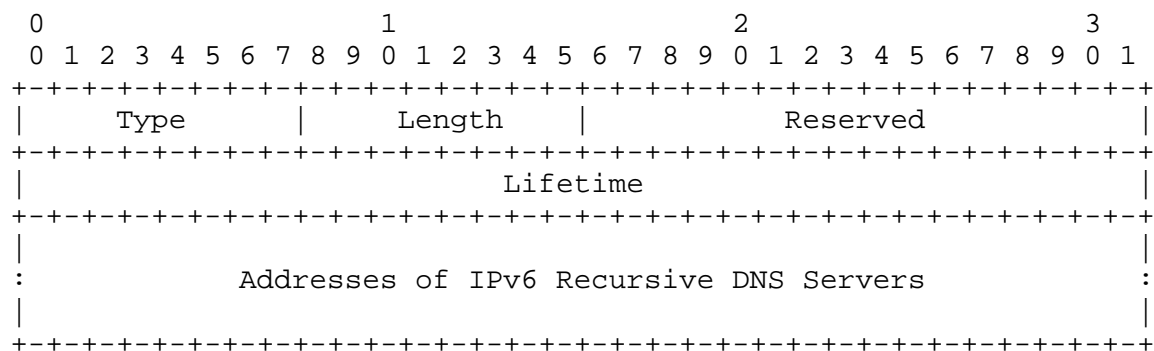 0                   1                   2                   3
 0 1 2 3 4 5 6 7 8 9 0 1 2 3 4 5 6 7 8 9 0 1 2 3 4 5 6 7 8 9 0 1
+-+-+-+-+-+-+-+-+-+-+-+-+-+-+-+-+-+-+-+-+-+-+-+-+-+-+-+-+-+-+-+-+
|     Type      |     Length    |           Reserved            |
+-+-+-+-+-+-+-+-+-+-+-+-+-+-+-+-+-+-+-+-+-+-+-+-+-+-+-+-+-+-+-+-+
|                           Lifetime                            |
+-+-+-+-+-+-+-+-+-+-+-+-+-+-+-+-+-+-+-+-+-+-+-+-+-+-+-+-+-+-+-+-+
|                                                               |
:            Addresses of IPv6 Recursive DNS Servers            :
|                                                               |
+-+-+-+-+-+-+-+-+-+-+-+-+-+-+-+-+-+-+-+-+-+-+-+-+-+-+-+-+-+-+-+-+